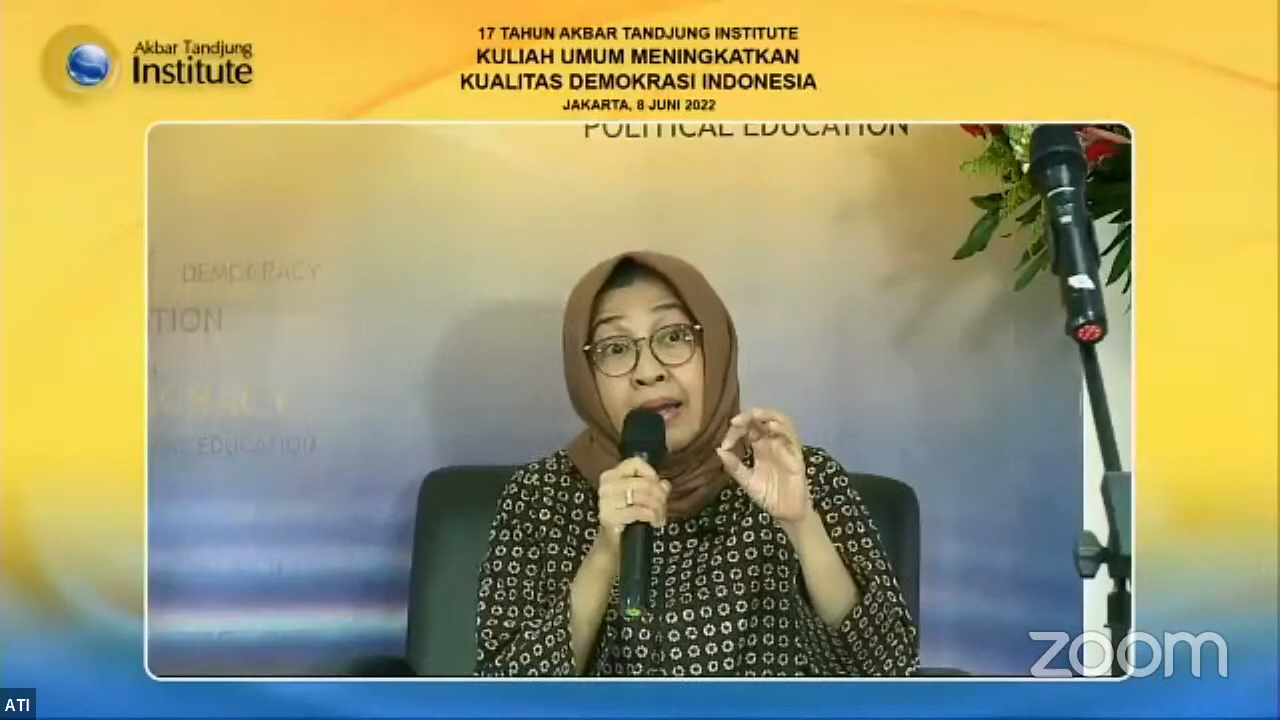 Akbar Tandjung
Institute
17 TAHUN AKBAR TANDJUNG INSTITUTE
KULIAH UMUM MENINGKATKAN
KUALITAS DEMOKRASI INDONESIA
JAKARTA, 8 JUNI 2022
POLITICAL EDUCATION
DEMOCRACY
TION
CRACY
EDUCATION
ATI
zoom